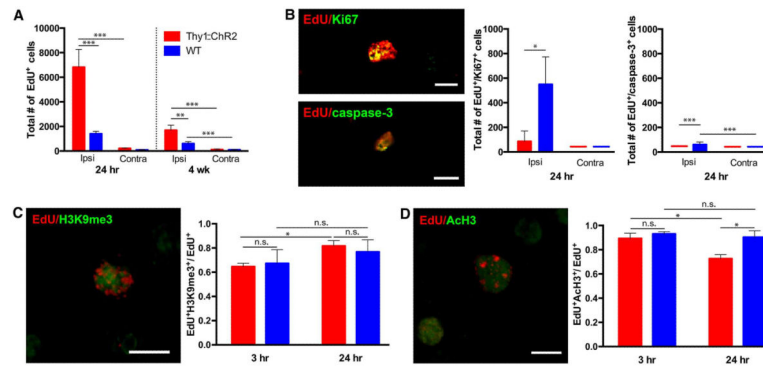 A
Thy1::ChR2
WT
Total # of EdU⁺ cells
10000
8000
6000
4000
2000
0
***
***
***
**
***
Ipsi
Contra
Ipsi
Contra
24 hr
4 wk
B
EdU/Ki67
EdU/caspase-3
Total # of EdU⁺/Ki67⁺ cells
1000
800
600
400
200
0
*
Ipsi
Contra
24 hr
Total # of EdU⁺/caspase-3⁺ cells
1000
800
600
400
200
0
***
***
Ipsi
Contra
24 hr
C
EdU/H3K9me3
EdU⁺H3K9me3⁺/ EdU⁺
1.0
0.8
0.6
0.4
0.2
0.0
n.s.
*
n.s.
n.s.
3 hr
24 hr
D
EdU/AcH3
EdU⁺AcH3⁺/ EdU⁺
1.0
0.8
0.6
0.4
0.2
0.0
n.s.
*
n.s.
*
3 hr
24 hr